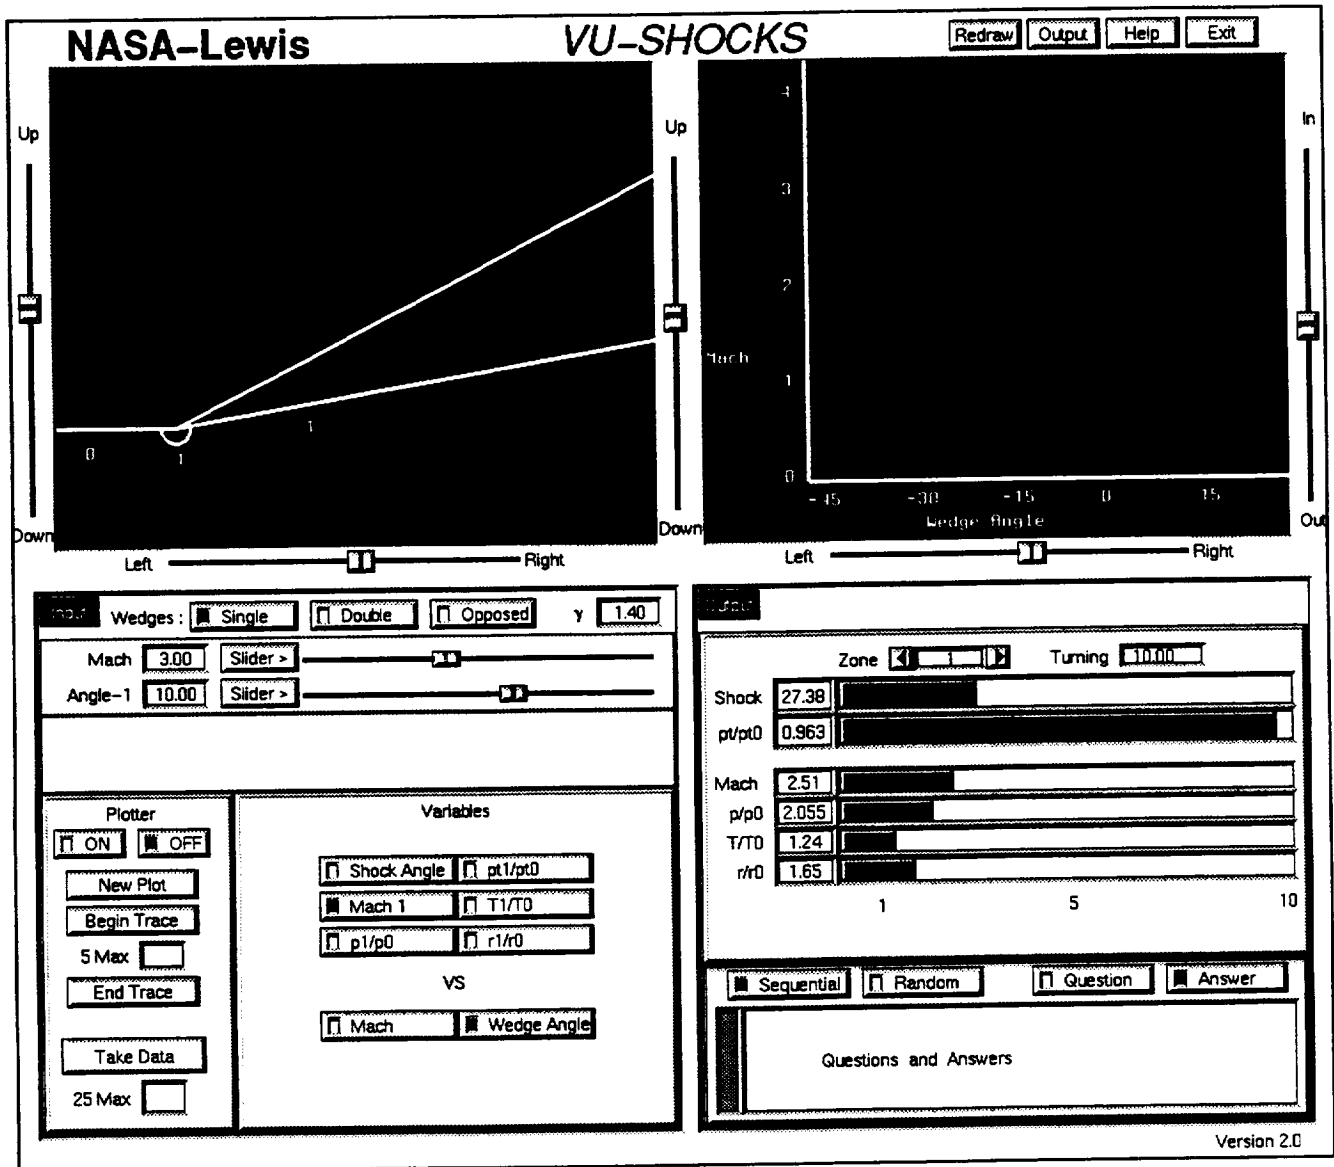 NASA-Lewis
VU-SHOCKS
Redraw Output Help Exit
Up
Down
Left Right
0 1 1
Up
Down
4
3
2
1
0
Mach
-45 -30 -15 0 15
Wedge Angle
Left Right
In
Out
Input
Wedges : Single Double Opposed γ 1.40
Mach 3.00 Slider >
Angle-1 10.00 Slider >
Plotter
ON OFF
New Plot
Begin Trace
5 Max
End Trace
Take Data
25 Max
Variables
Shock Angle pt1/pt0
Mach 1 T1/T0
p1/p0 r1/r0
VS
Mach Wedge Angle
Output
Zone 1 Turning 10.00
Shock 27.38
pt/pt0 0.963
Mach 2.51
p/p0 2.055
T/T0 1.24
r/r0 1.65
1 5 10
Sequential Random Question Answer
Questions and Answers
Version 2.0